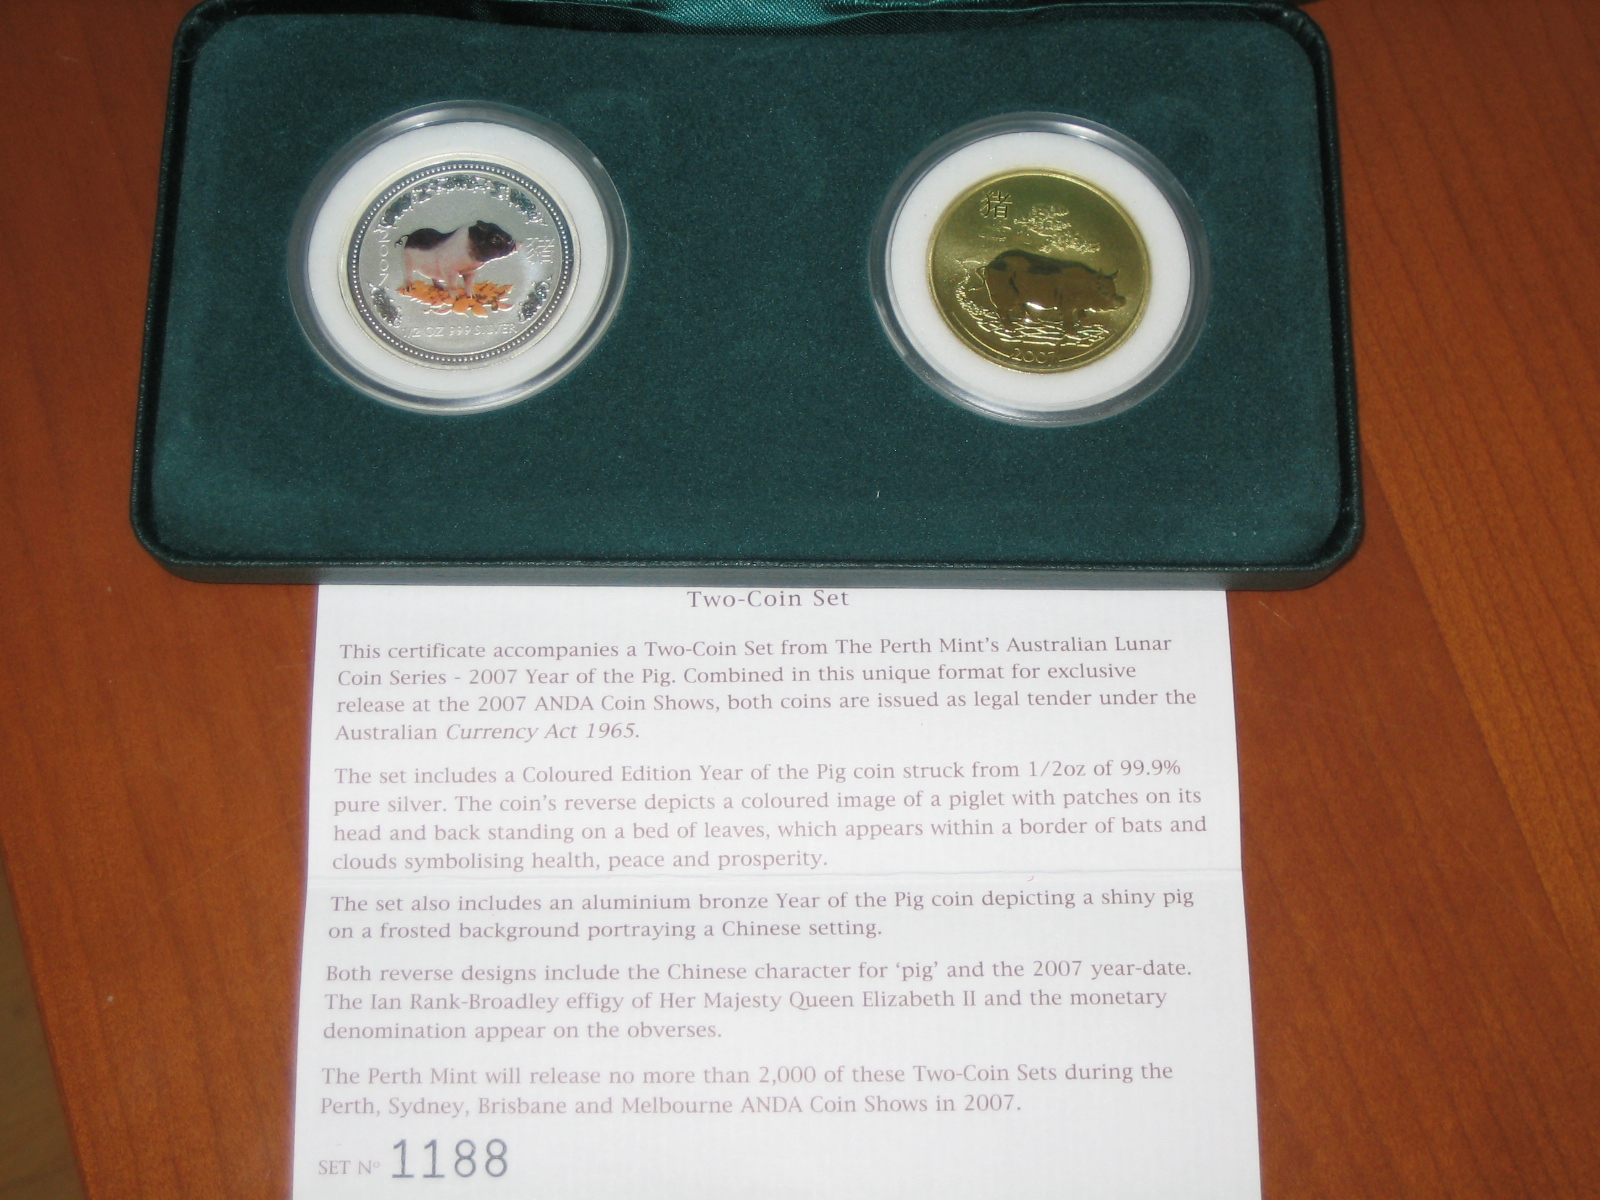 2007
豬
1/2 OZ 999 SILVER
猪
2007
Two-Coin Set
This certificate accompanies a Two-Coin Set from The Perth Mint's Australian Lunar
Coin Series - 2007 Year of the Pig. Combined in this unique format for exclusive
release at the 2007 ANDA Coin Shows, both coins are issued as legal tender under the
Australian Currency Act 1965.
The set includes a Coloured Edition Year of the Pig coin struck from 1/2oz of 99.9%
pure silver. The coin's reverse depicts a coloured image of a piglet with patches on its
head and back standing on a bed of leaves, which appears within a border of bats and
clouds symbolising health, peace and prosperity.
The set also includes an aluminium bronze Year of the Pig coin depicting a shiny pig
on a frosted background portraying a Chinese setting.
Both reverse designs include the Chinese character for 'pig' and the 2007 year-date.
The Ian Rank-Broadley effigy of Her Majesty Queen Elizabeth II and the monetary
denomination appear on the obverses.
The Perth Mint will release no more than 2,000 of these Two-Coin Sets during the
Perth, Sydney, Brisbane and Melbourne ANDA Coin Shows in 2007.
SET Nº 1188